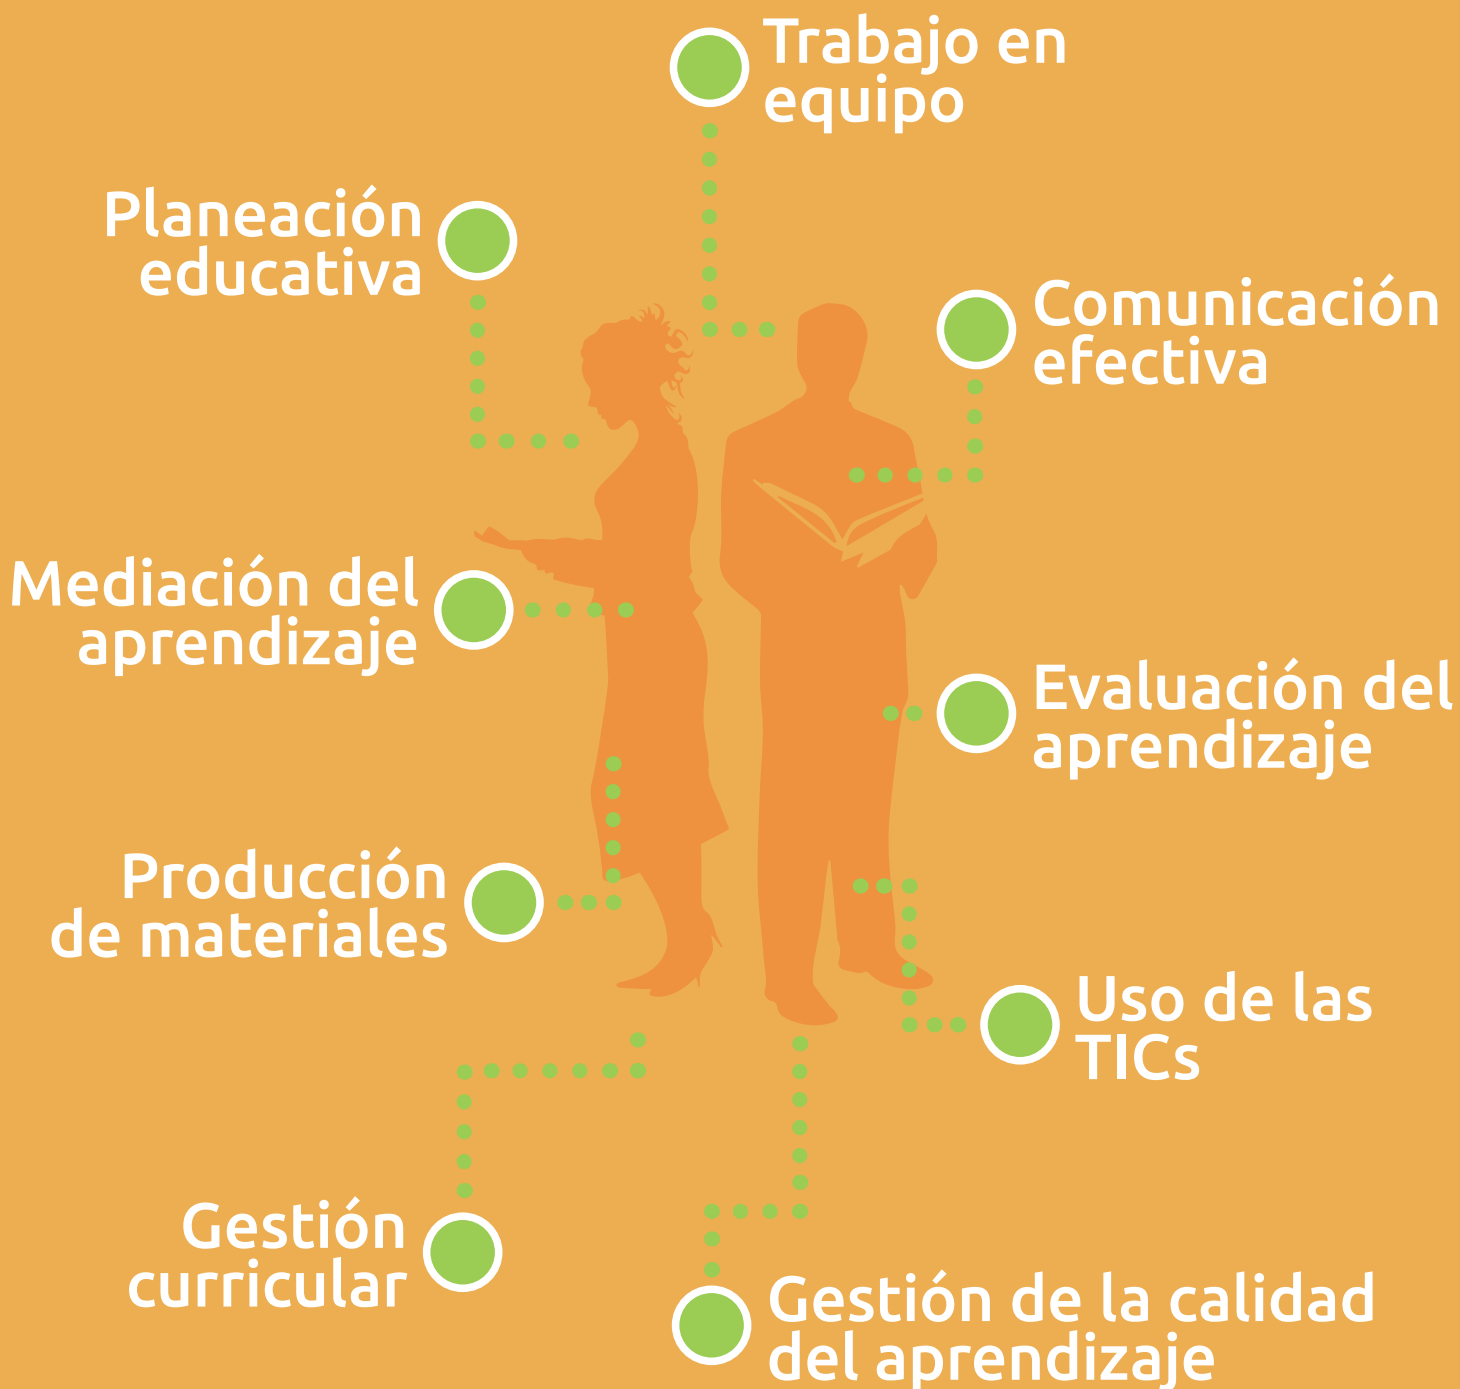 Trabajo en
equipo
Planeación
educativa
Comunicación
efectiva
Mediación del
aprendizaje
Evaluación del
aprendizaje
Producción
de materiales
Uso de las
TICs
Gestión
curricular
Gestión de la calidad
del aprendizaje